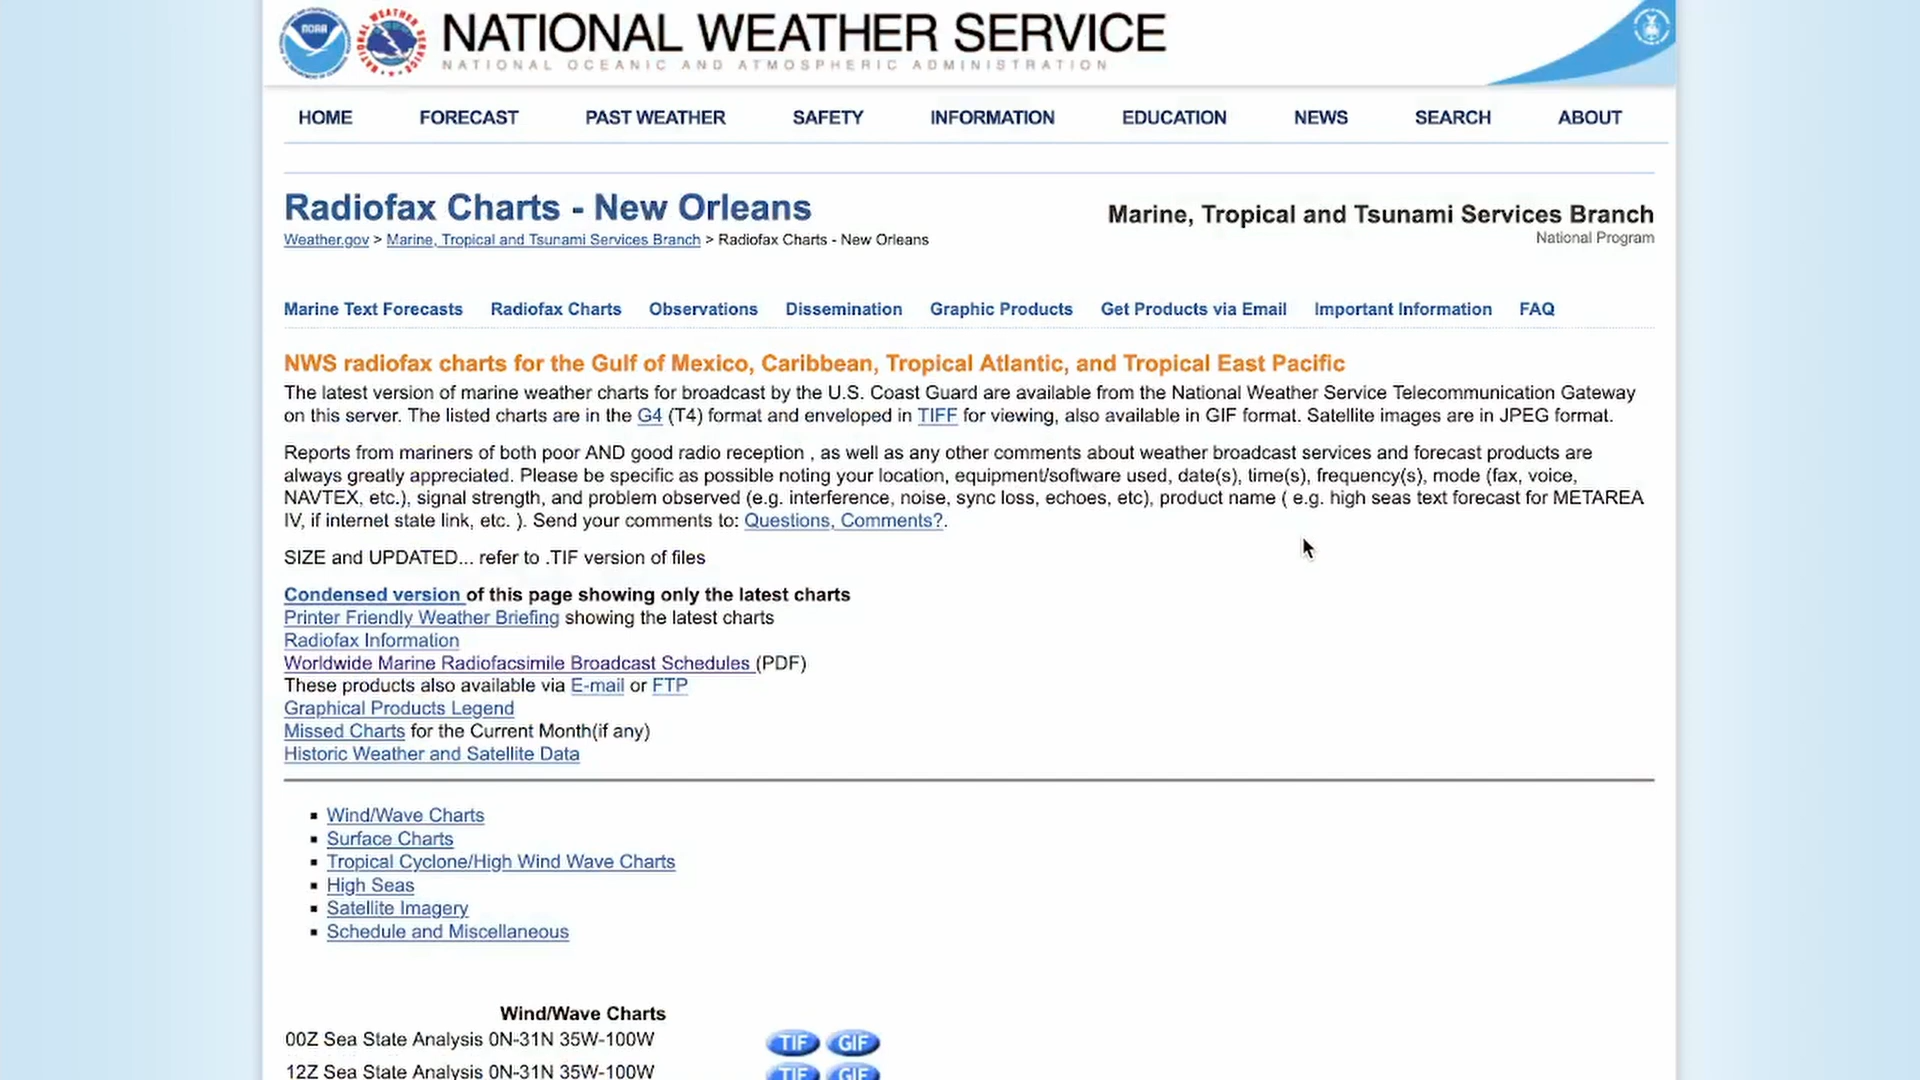 NATIONAL WEATHER SERVICE
NATIONAL OCEANIC AND ATMOSPHERIC ADMINISTRATION
HOME FORECAST PAST WEATHER SAFETY INFORMATION EDUCATION NEWS SEARCH ABOUT
Radiofax Charts - New Orleans
Marine, Tropical and Tsunami Services Branch
Weather.gov > Marine, Tropical and Tsunami Services Branch > Radiofax Charts - New Orleans
National Program
Marine Text Forecasts Radiofax Charts Observations Dissemination Graphic Products Get Products via Email Important Information FAQ
NWS radiofax charts for the Gulf of Mexico, Caribbean, Tropical Atlantic, and Tropical East Pacific
The latest version of marine weather charts for broadcast by the U.S. Coast Guard are available from the National Weather Service Telecommunication Gateway
on this server. The listed charts are in the G4 (T4) format and enveloped in TIFF for viewing, also available in GIF format. Satellite images are in JPEG format.
Reports from mariners of both poor AND good radio reception , as well as any other comments about weather broadcast services and forecast products are
always greatly appreciated. Please be specific as possible noting your location, equipment/software used, date(s), time(s), frequency(s), mode (fax, voice,
NAVTEX, etc.), signal strength, and problem observed (e.g. interference, noise, sync loss, echoes, etc), product name ( e.g. high seas text forecast for METAREA
IV, if internet state link, etc. ). Send your comments to: Questions, Comments?.
SIZE and UPDATED... refer to .TIF version of files
Condensed version of this page showing only the latest charts
Printer Friendly Weather Briefing showing the latest charts
Radiofax Information
Worldwide Marine Radiofacsimile Broadcast Schedules (PDF)
These products also available via E-mail or FTP
Graphical Products Legend
Missed Charts for the Current Month(if any)
Historic Weather and Satellite Data
Wind/Wave Charts
Surface Charts
Tropical Cyclone/High Wind Wave Charts
High Seas
Satellite Imagery
Schedule and Miscellaneous
Wind/Wave Charts
00Z Sea State Analysis 0N-31N 35W-100W TIF GIF
12Z Sea State Analysis 0N-31N 35W-100W TIF GIF